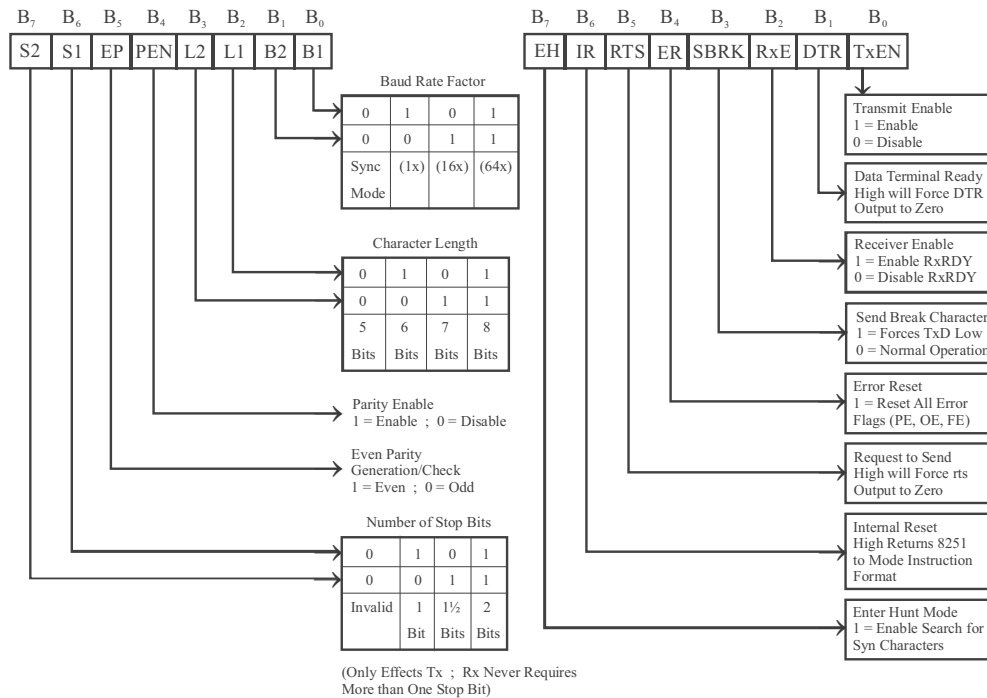 B7 B6 B5 B4 B3 B2 B1 B0
S2 S1 EP PEN L2 L1 B2 B1
Baud Rate Factor
0 1 0 1
0 0 1 1
Sync Mode (1x) (16x) (64x)
Character Length
0 1 0 1
0 0 1 1
5 6 7 8
Bits Bits Bits Bits
Parity Enable
1 = Enable ; 0 = Disable
Even Parity
Generation/Check
1 = Even ; 0 = Odd
Number of Stop Bits
0 1 0 1
0 0 1 1
Invalid 1 1½ 2
Bit Bits Bits
(Only Effects Tx ; Rx Never Requires
More than One Stop Bit)
B7 B6 B5 B4 B3 B2 B1 B0
EH IR RTS ER SBRK RxE DTR TxEN
Transmit Enable
1 = Enable
0 = Disable
Data Terminal Ready
High will Force DTR
Output to Zero
Receiver Enable
1 = Enable RxRDY
0 = Disable RxRDY
Send Break Character
1 = Forces TxD Low
0 = Normal Operation
Error Reset
1 = Reset All Error
Flags (PE, OE, FE)
Request to Send
High will Force rts
Output to Zero
Internal Reset
High Returns 8251
to Mode Instruction
Format
Enter Hunt Mode
1 = Enable Search for
Syn Characters